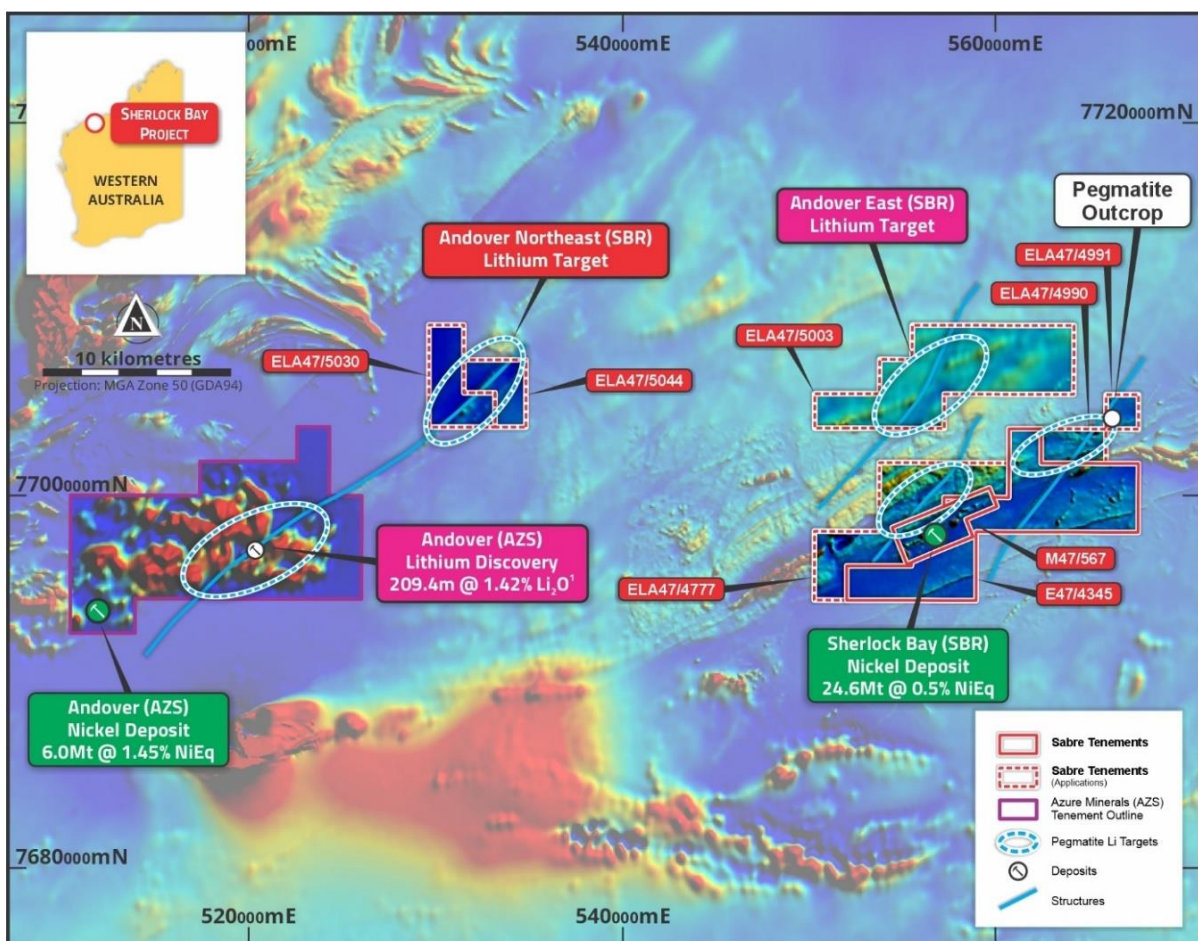 000mE
540000mE
560000mE
SHERLOCK BAY
PROJECT
WESTERN
AUSTRALIA
7720000mN
Pegmatite
Outcrop
Andover East (SBR)
Lithium Target
Andover Northeast (SBR)
Lithium Target
ELA47/4991
ELA47/4990
N
ELA47/5003
10 kilometres
Projection: MGA Zone 50 (GDA94)
ELA47/5030
ELA47/5044
7700000mN
Andover (AZS)
Lithium Discovery
209.4m @ 1.42% Li₂O¹
M47/567
ELA47/4777
E47/4345
Sherlock Bay (SBR)
Nickel Deposit
24.6Mt @ 0.5% NiEq
Andover (AZS)
Nickel Deposit
6.0Mt @ 1.45% NiEq
Sabre Tenements
Sabre Tenements
(Applications)
Azure Minerals (AZS)
Tenement Outline
Pegmatite Li Targets
Deposits
Structures
7680000mN
520000mE
540000mE